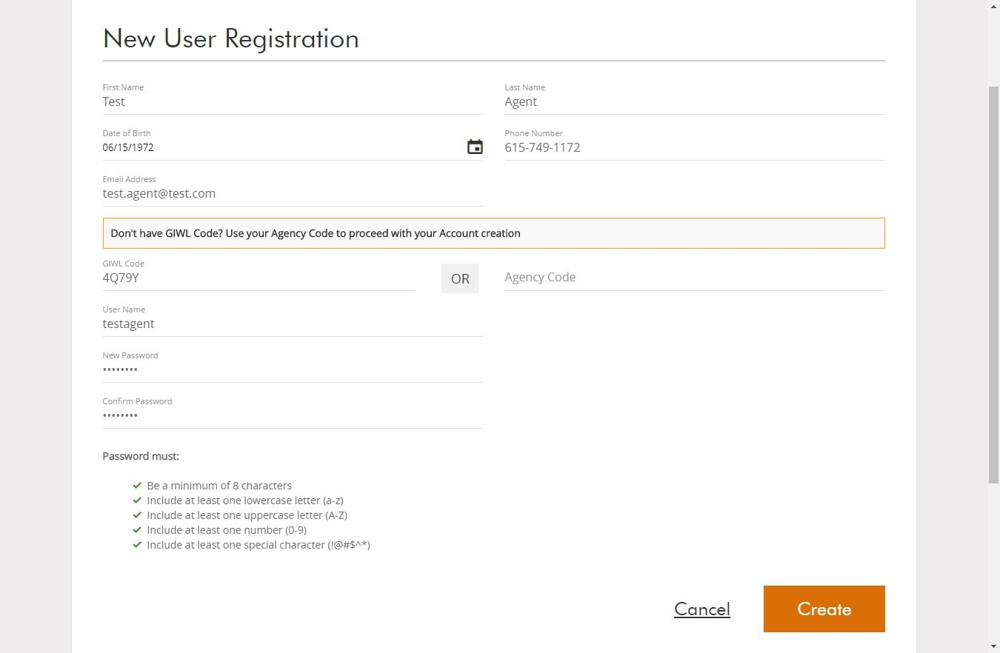 New User Registration
First Name
Last Name
Test
Agent
Date of Birth
Phone Number
06/15/1972
615-749-1172
Email Address
test.agent@test.com
Don't have GIWL Code? Use your Agency Code to proceed with your Account creation
GIWL Code
4Q79Y
OR
Agency Code
User Name
testagent
New Password
••••••••
Confirm Password
••••••••
Password must:
✔ Be a minimum of 8 characters
✔ Include at least one lowercase letter (a-z)
✔ Include at least one uppercase letter (A-Z)
✔ Include at least one number (0-9)
✔ Include at least one special character (!@#$^*)
Cancel
Create